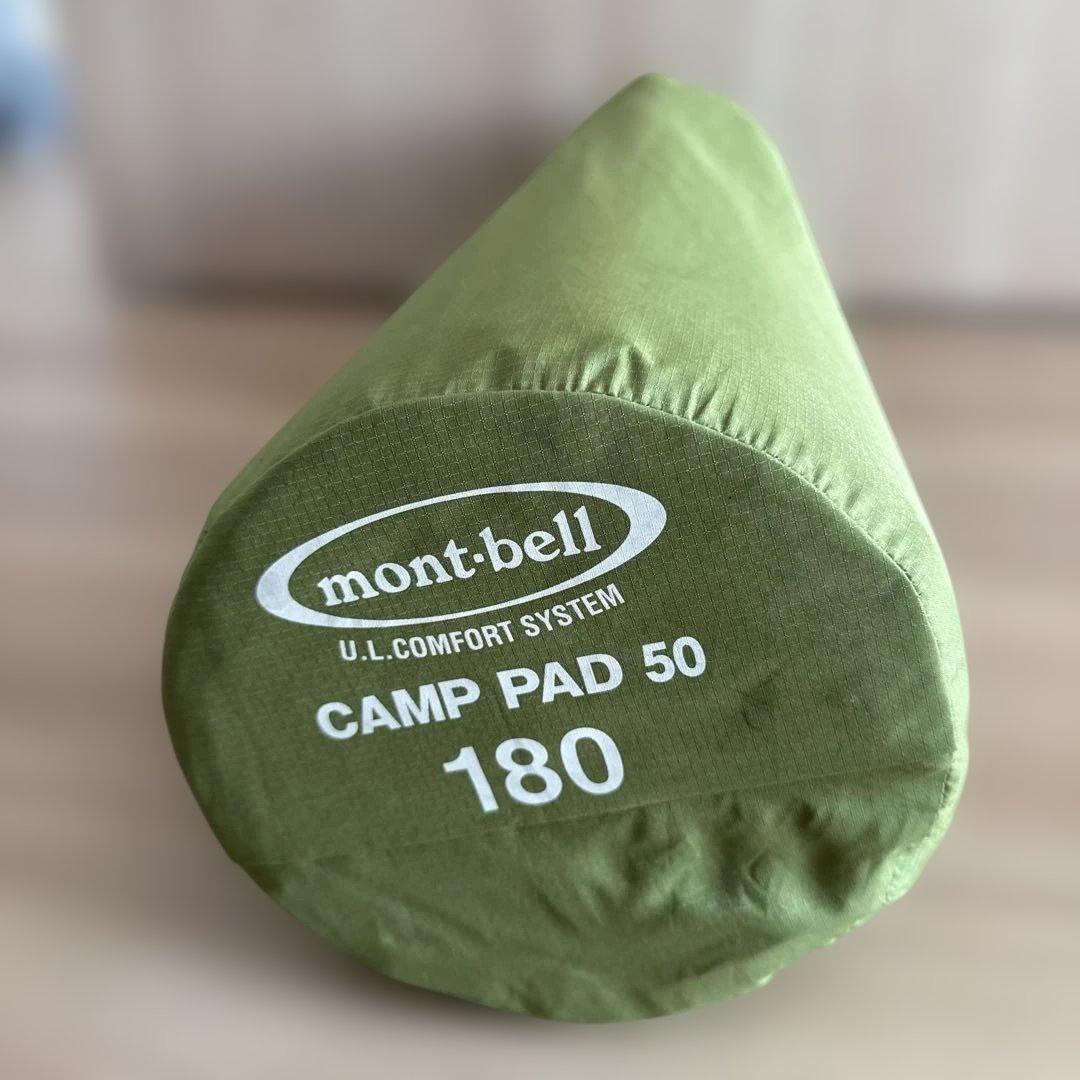 mont·bell
U.L.COMFORT SYSTEM
CAMP PAD 50
180